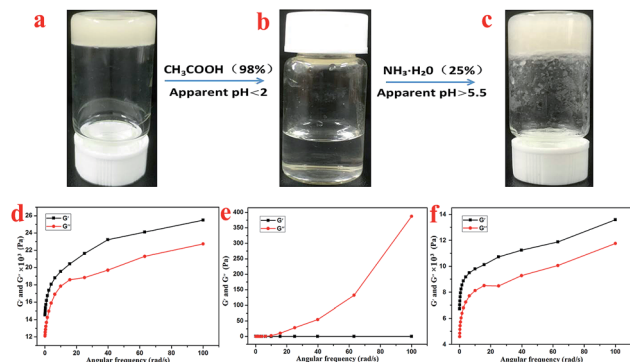 a
b
c
CH₃COOH（98%）
Apparent pH<2
NH₃·H₂0（25%）
Apparent pH>5.5
d
G' and G'' ×10³ (Pa)
26
24
22
20
18
16
14
12
G'
G''
0 20 40 60 80 100
Angular frequency (rad/s)
e
G' and G'' (Pa)
400
350
300
250
200
150
100
50
0
G'
G''
0 20 40 60 80 100
Angular frequency (rad/s)
f
G' and G'' ×10³ (Pa)
14
12
10
8
6
4
G'
G''
0 20 40 60 80 100
Angular frequency (rad/s)